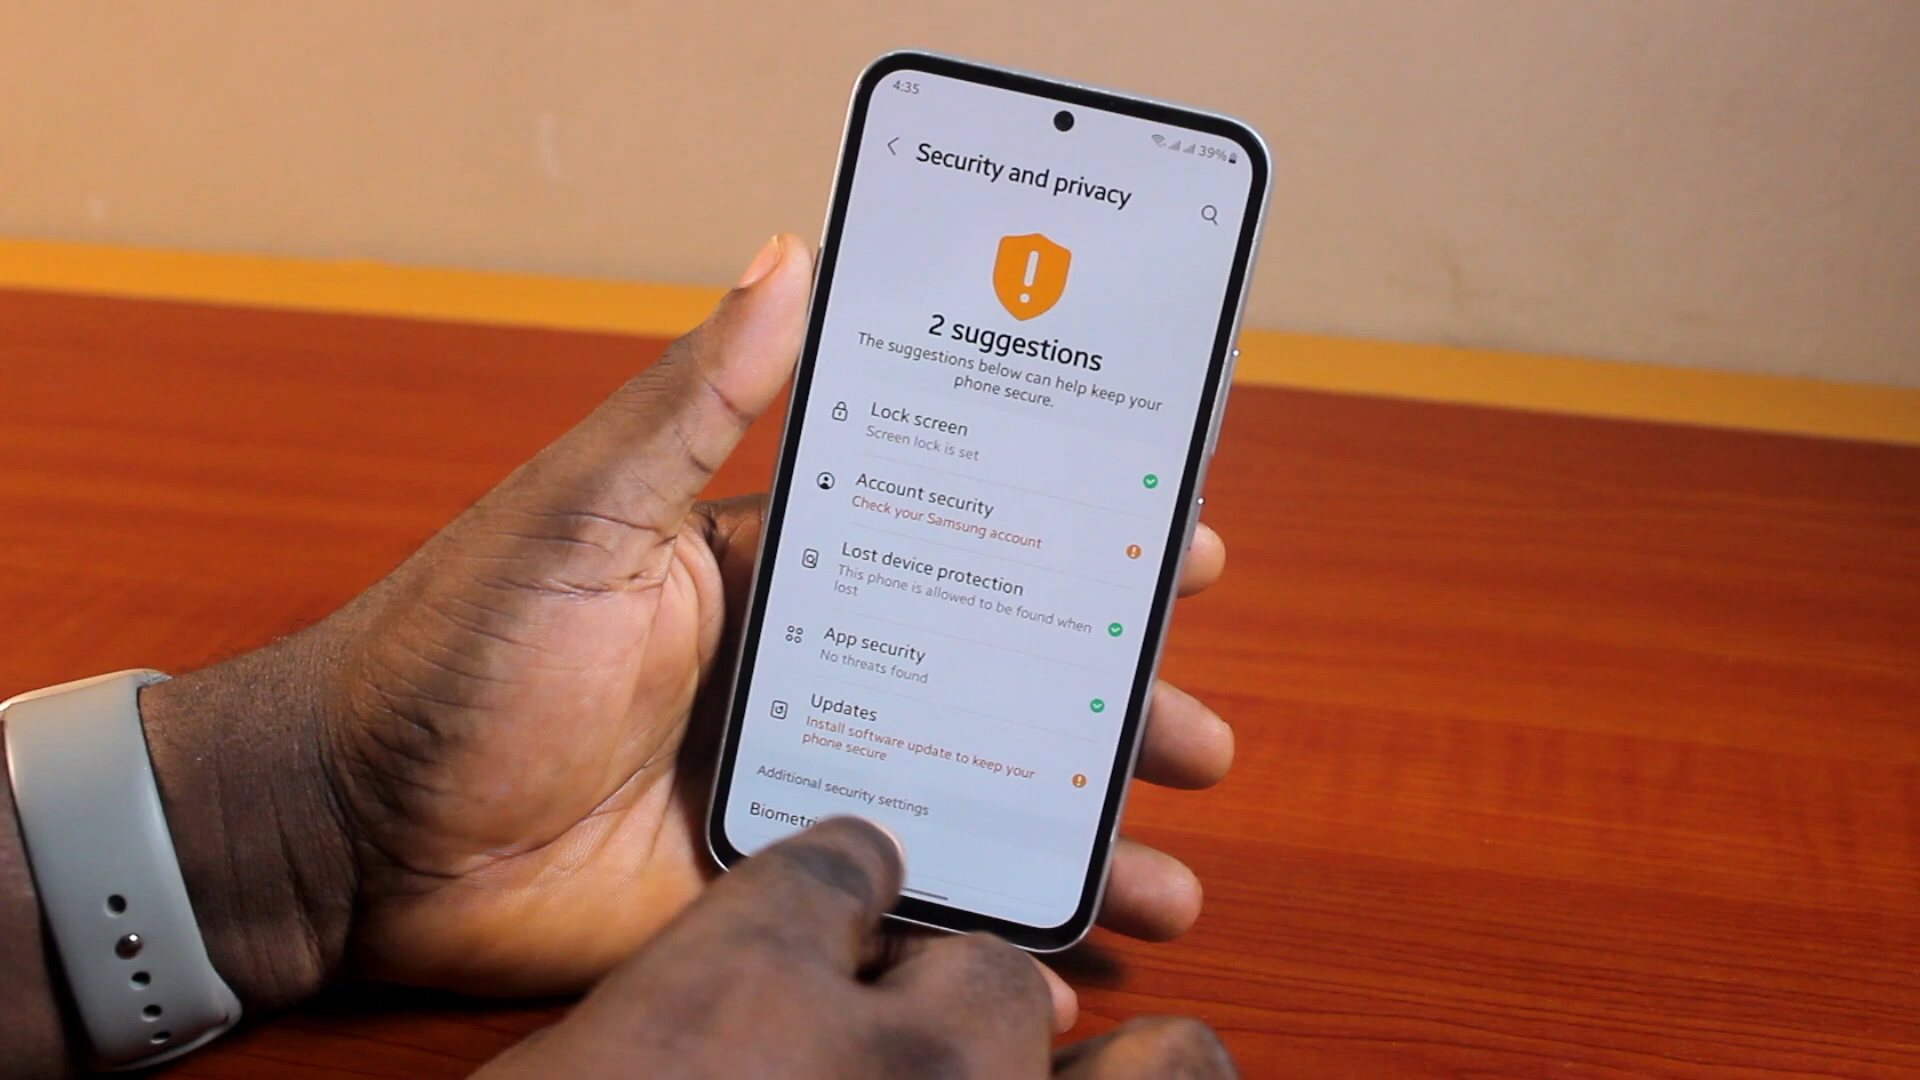 4:35
39%
Security and privacy
2 suggestions
The suggestions below can help keep your
phone secure.
Lock screen
Screen lock is set
Account security
Check your Samsung account
Lost device protection
This phone is allowed to be found when
lost
App security
No threats found
Updates
Install software update to keep your
phone secure
Additional security settings